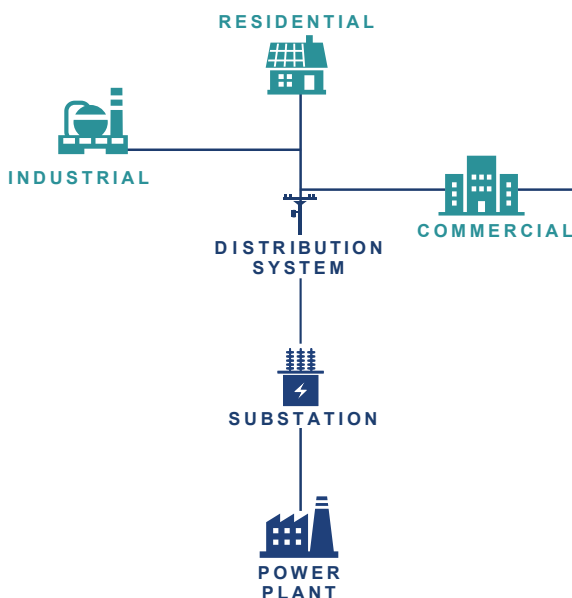 RESIDENTIAL
INDUSTRIAL
COMMERCIAL
DISTRIBUTION
SYSTEM
SUBSTATION
POWER
PLANT